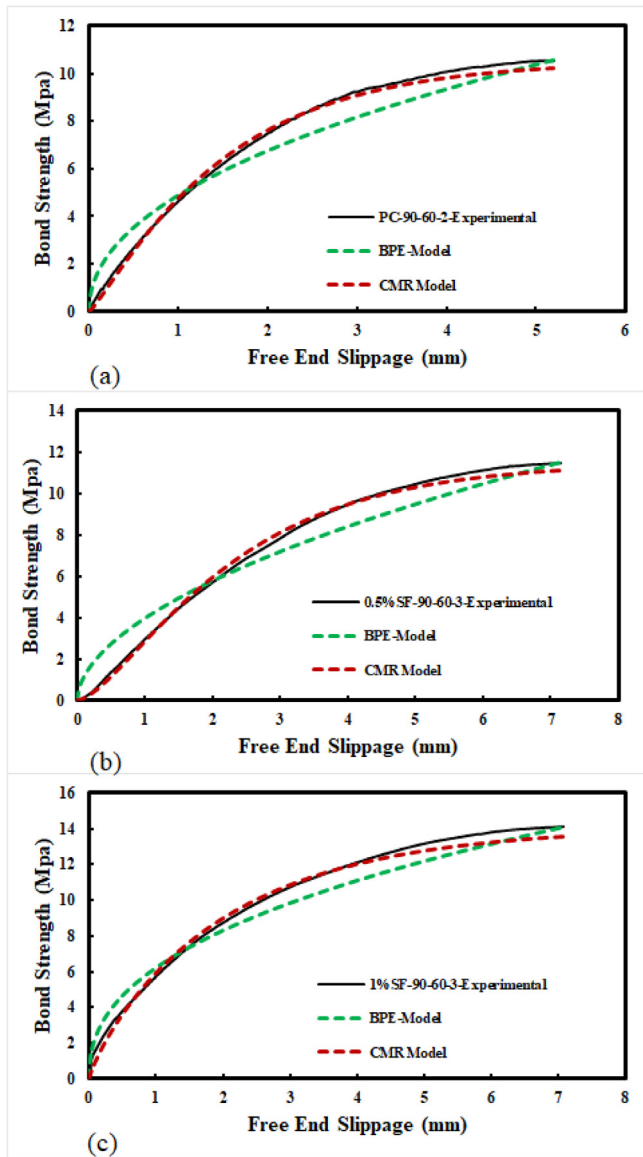 12
10
8
6
4
2
0
Bond Strength (Mpa)
PC-90-60-2-Experimental
BPE-Model
CMR Model
0 1 2 3 4 5 6
Free End Slippage (mm)
(a)
14
12
10
8
6
4
2
0
Bond Strength (Mpa)
0.5%SF-90-60-3-Experimental
BPE-Model
CMR Model
0 1 2 3 4 5 6 7 8
Free End Slippage (mm)
(b)
16
14
12
10
8
6
4
2
0
Bond Strength (Mpa)
1%SF-90-60-3-Experimental
BPE-Model
CMR Model
0 1 2 3 4 5 6 7 8
Free End Slippage (mm)
(c)